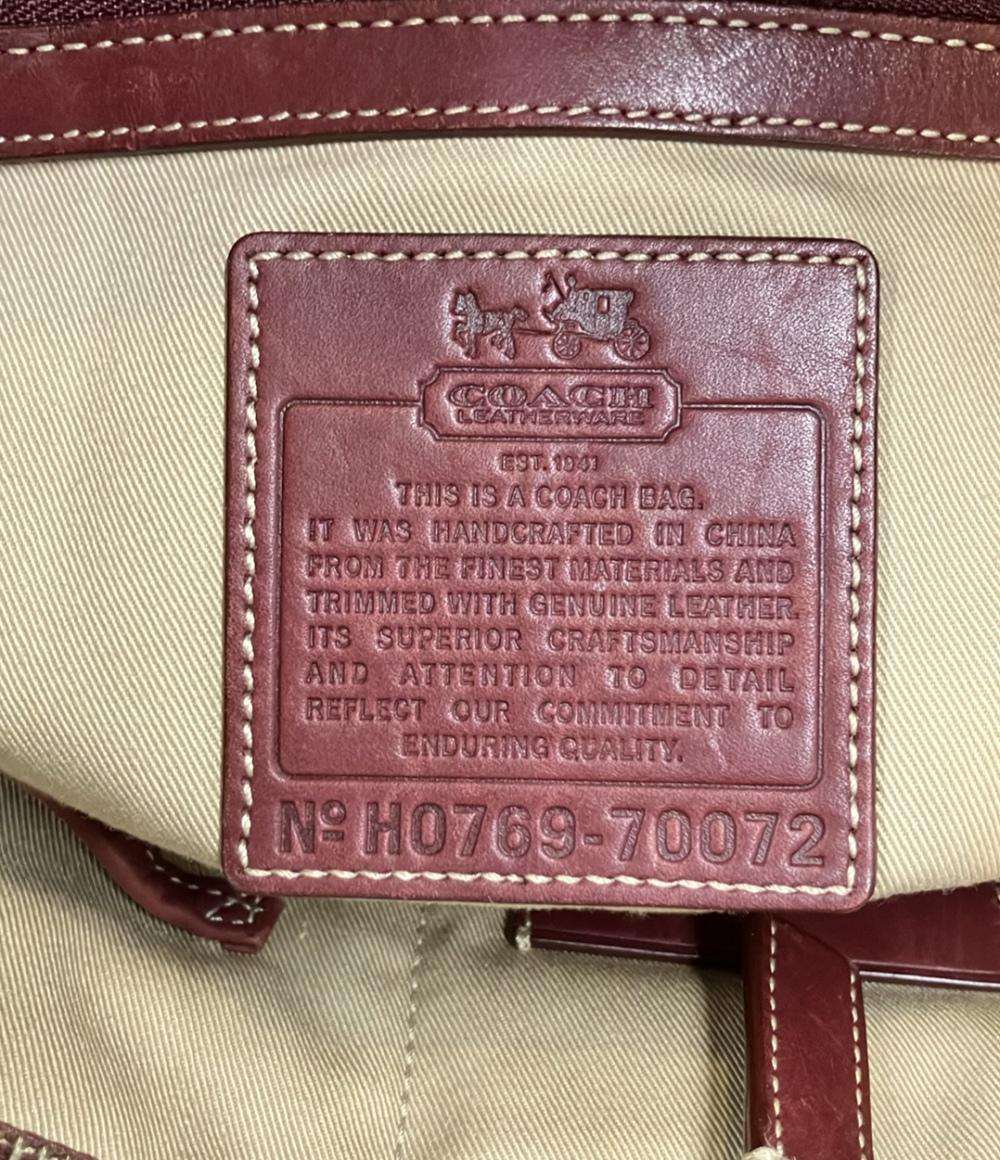 COACH
LEATHERWARE
EST. 1941
THIS IS A COACH BAG.
IT WAS HANDCRAFTED IN CHINA
FROM THE FINEST MATERIALS AND
TRIMMED WITH GENUINE LEATHER.
ITS SUPERIOR CRAFTSMANSHIP
AND ATTENTION TO DETAIL
REFLECT OUR COMMITMENT TO
ENDURING QUALITY.
Nº H0769-70072